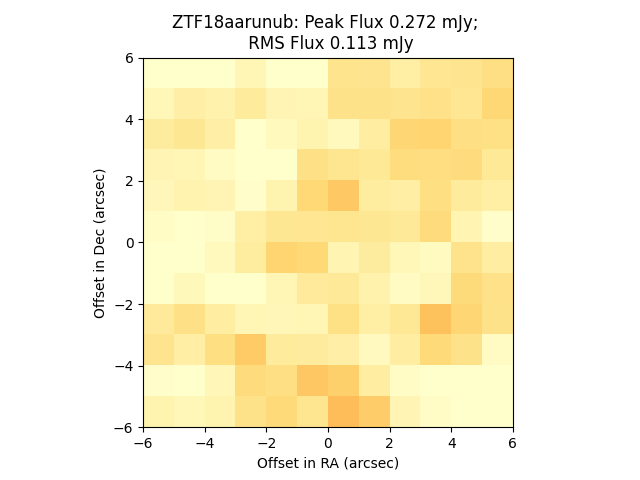 ZTF18aarunub: Peak Flux 0.272 mJy;
RMS Flux 0.113 mJy
6
4
2
0
−2
−4
−6
Offset in Dec (arcsec)
−6 −4 −2 0 2 4 6
Offset in RA (arcsec)